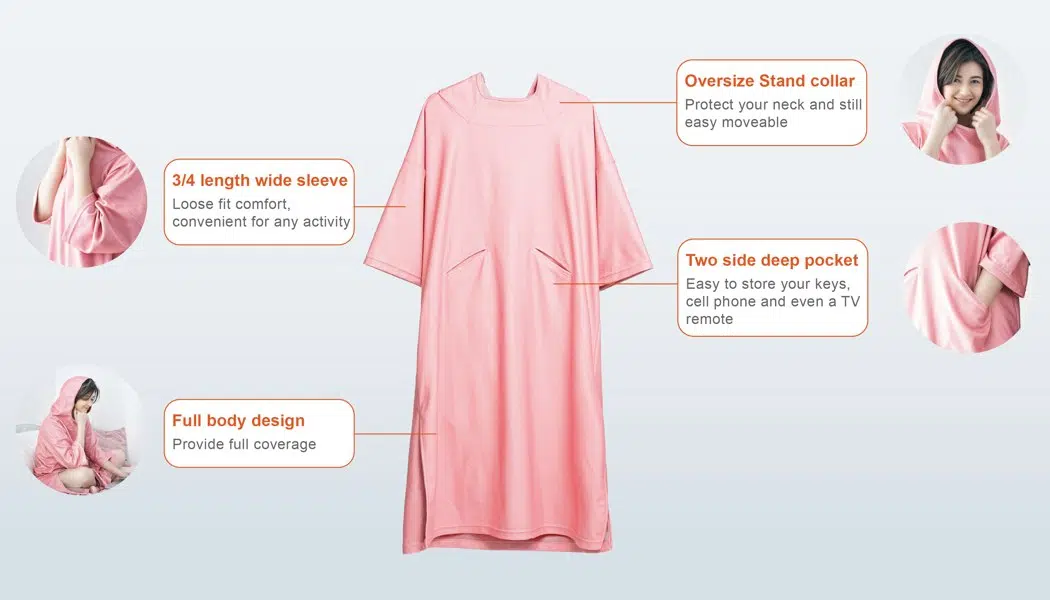 Oversize Stand collar
Protect your neck and still
easy moveable
3/4 length wide sleeve
Loose fit comfort,
convenient for any activity
Two side deep pocket
Easy to store your keys,
cell phone and even a TV
remote
Full body design
Provide full coverage